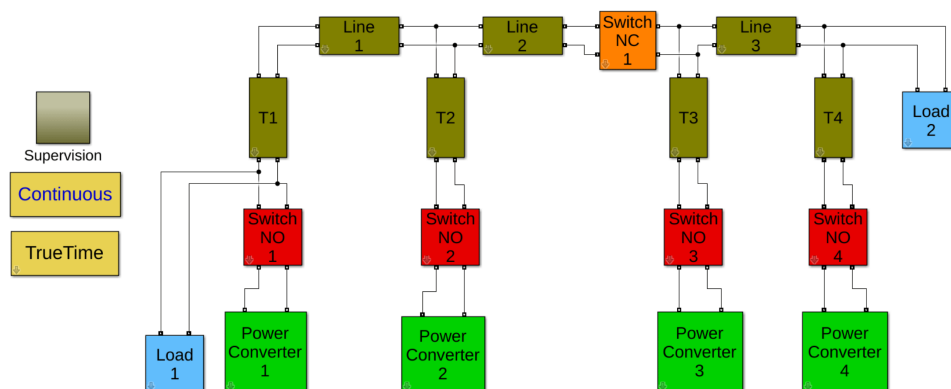 Line
1
Line
2
Switch
NC
1
Line
3
T1
T2
T3
T4
Load
2
Supervision
Continuous
TrueTime
Switch
NO
1
Switch
NO
2
Switch
NO
3
Switch
NO
4
Load
1
Power
Converter
1
Power
Converter
2
Power
Converter
3
Power
Converter
4